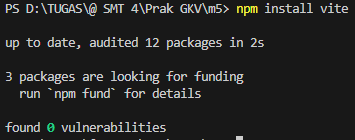 PS D:\TUGAS\@ SMT 4\Prak GKV\m5> npm install vite
up to date, audited 12 packages in 2s
3 packages are looking for funding
run `npm fund` for details
found 0 vulnerabilities